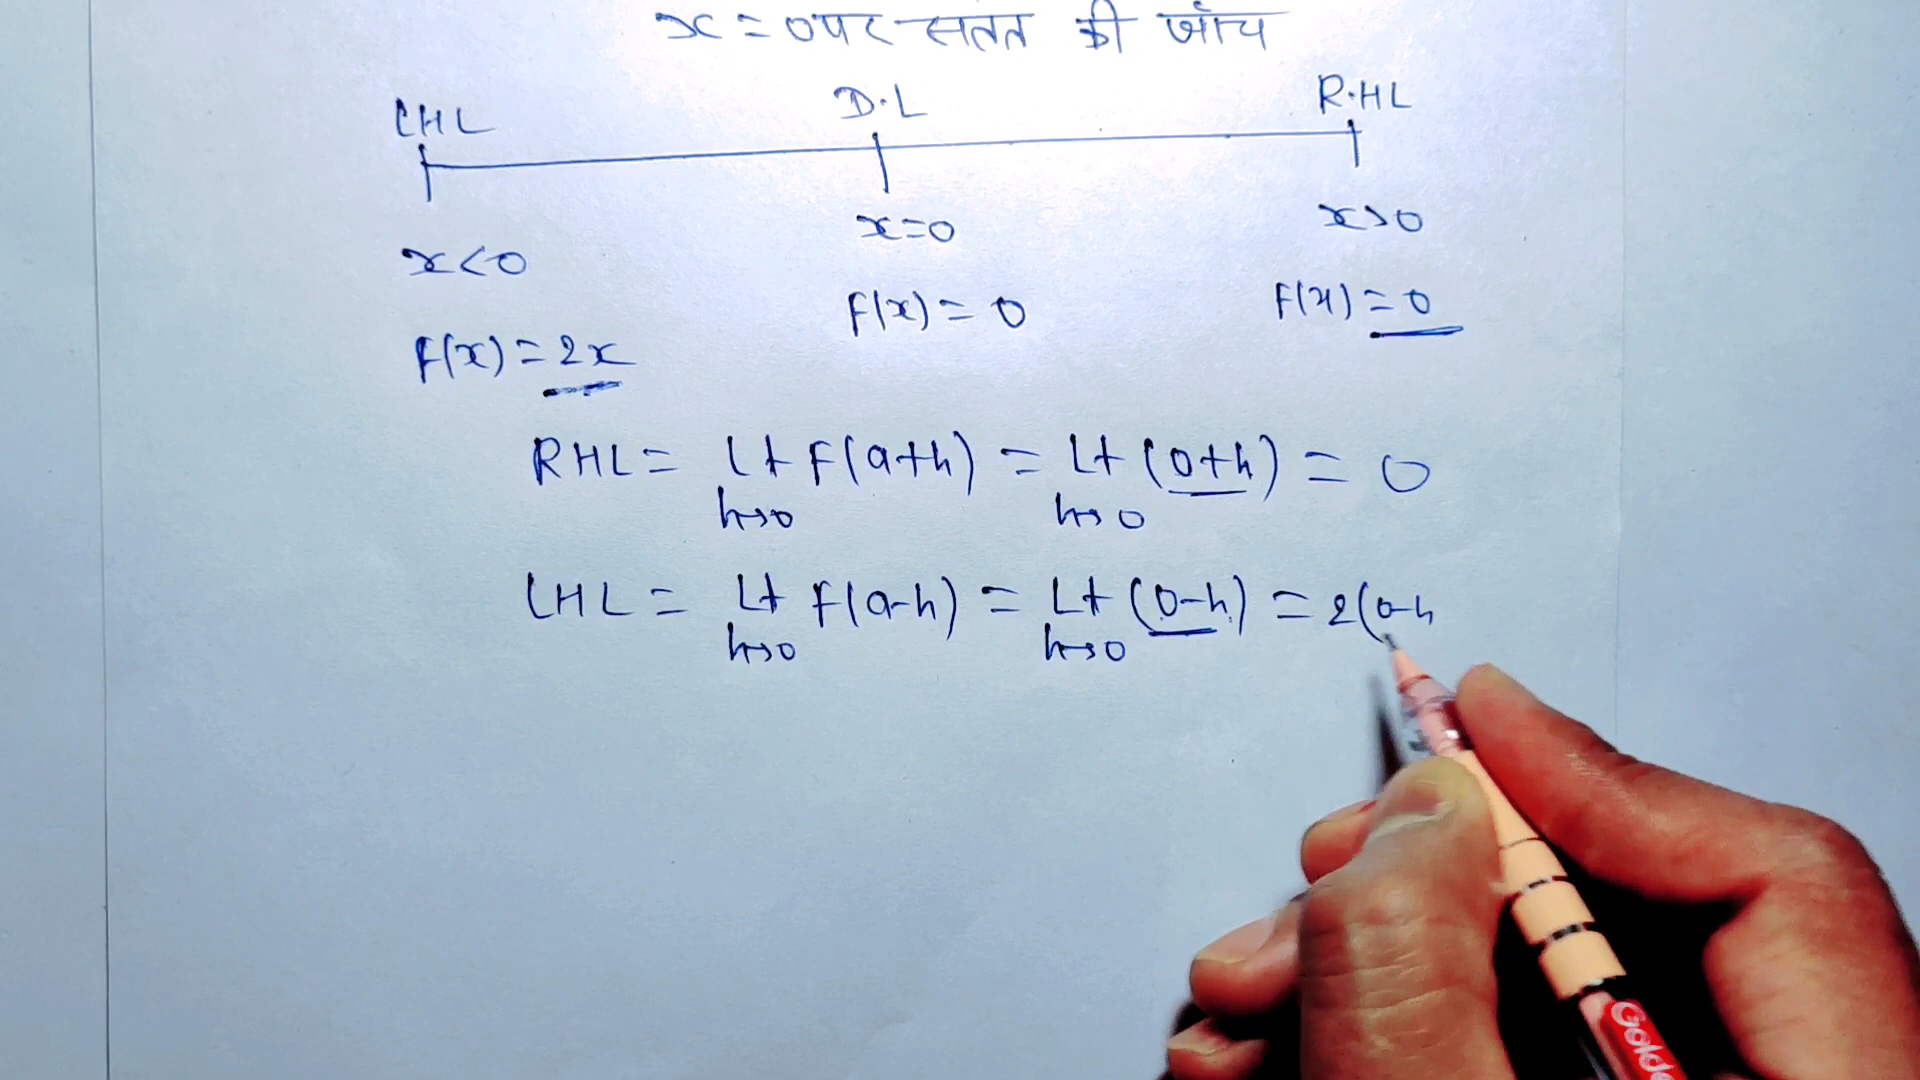 x = 0 पर सतत की जाँच
LHL D.L R.HL
x<0 x=0 x>0
F(x) = 2x F(x) = 0 F(x) = 0
RHL = Lt F(a+h) = Lt (0+h) = 0
h→0 h→0
LHL = Lt F(a-h) = Lt (0-h) = 2(0-h
h→0 h→0
Golde